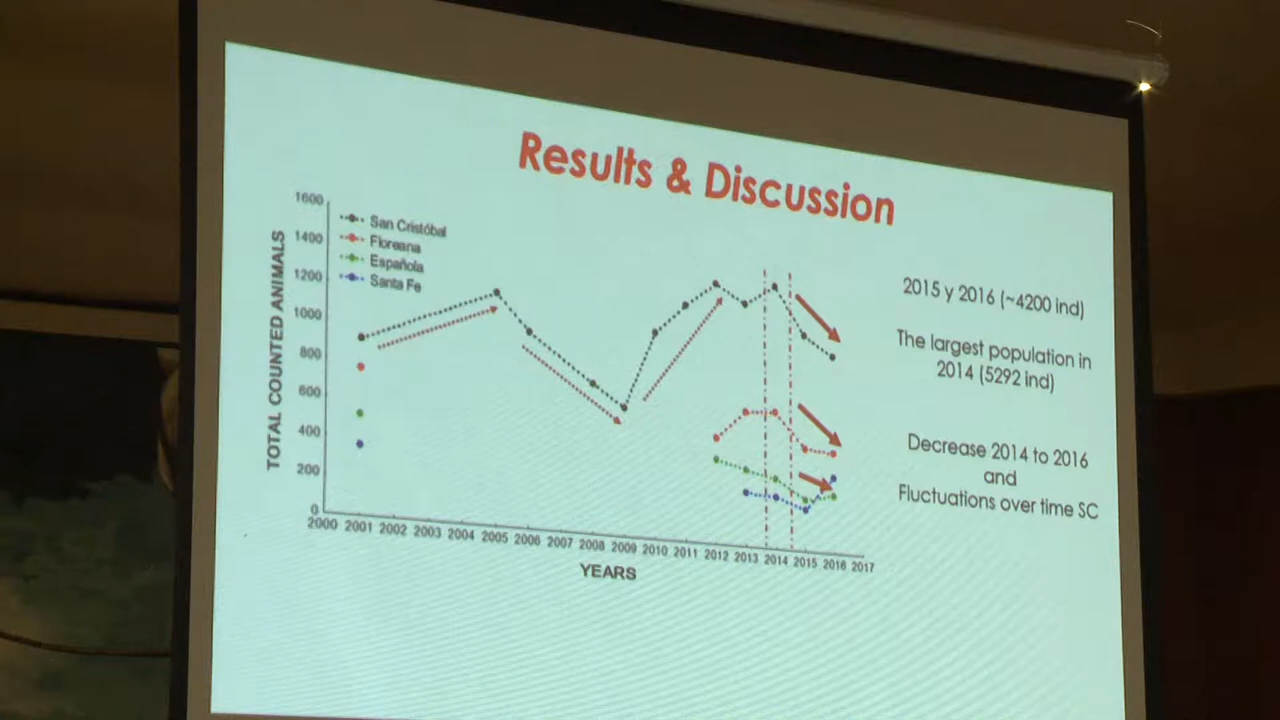 Results & Discussion
1600
1400
1200
1000
800
600
400
200
0
TOTAL COUNTED ANIMALS
San Cristóbal
Floreana
Española
Santa Fe
2000 2001 2002 2003 2004 2005 2006 2007 2008 2009 2010 2011 2012 2013 2014 2015 2016 2017
YEARS
2015 y 2016 (~4200 ind)
The largest population in
2014 (5292 ind)
Decrease 2014 to 2016
and
Fluctuations over time SC